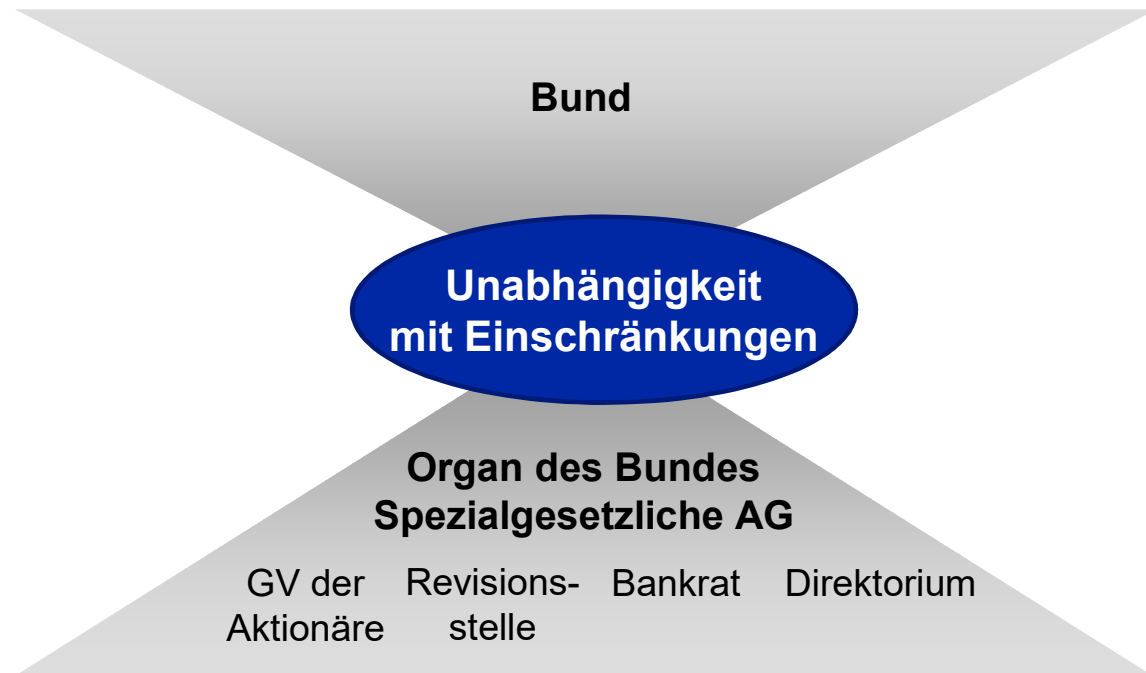 Bund
Unabhängigkeit
mit Einschränkungen
Organ des Bundes
Spezialgesetzliche AG
GV der Revisions- Bankrat Direktorium
Aktionäre stelle